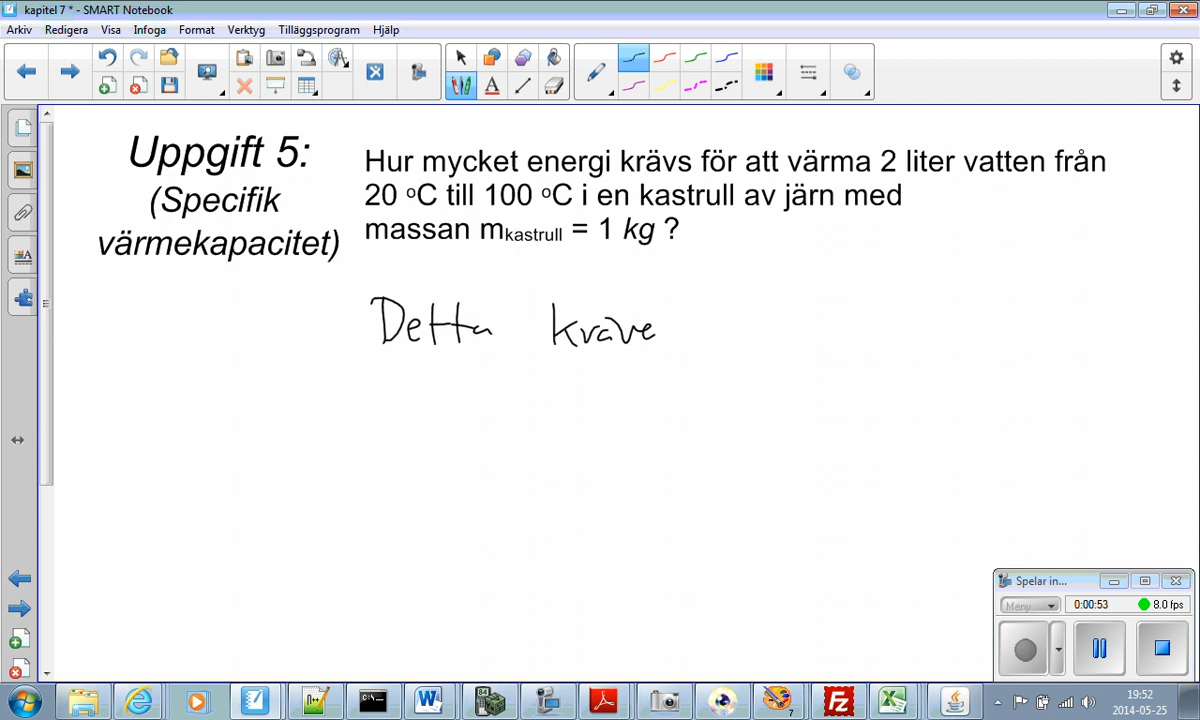 kapitel 7 * - SMART Notebook
Arkiv Redigera Visa Infoga Format Verktyg Tilläggsprogram Hjälp
Uppgift 5:
(Specifik
värmekapacitet)
Hur mycket energi krävs för att värma 2 liter vatten från
20 °C till 100 °C i en kastrull av järn med
massan mkastrull = 1 kg ?
Detta kräve
Spelar in...
Meny 0:00:53 8.0 fps
19:52
2014-05-25